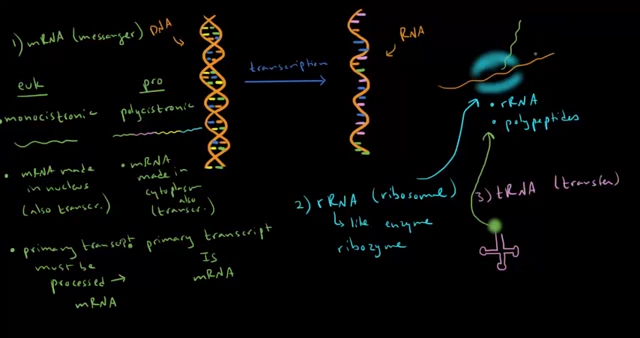 1) mRNA (messenger)
DNA
euk
pro
monocistronic
polycistronic
• mRNA made
in nucleus
(also transcr.)
• mRNA
made in
cytoplasm
also
(transcr.)
• primary transcript
must be
processed →
mRNA
• primary transcript
Is
mRNA
transcription
RNA
• rRNA
• polypeptides
2) rRNA (ribosome)
↳ like enzyme
ribozyme
3) tRNA (transfer)